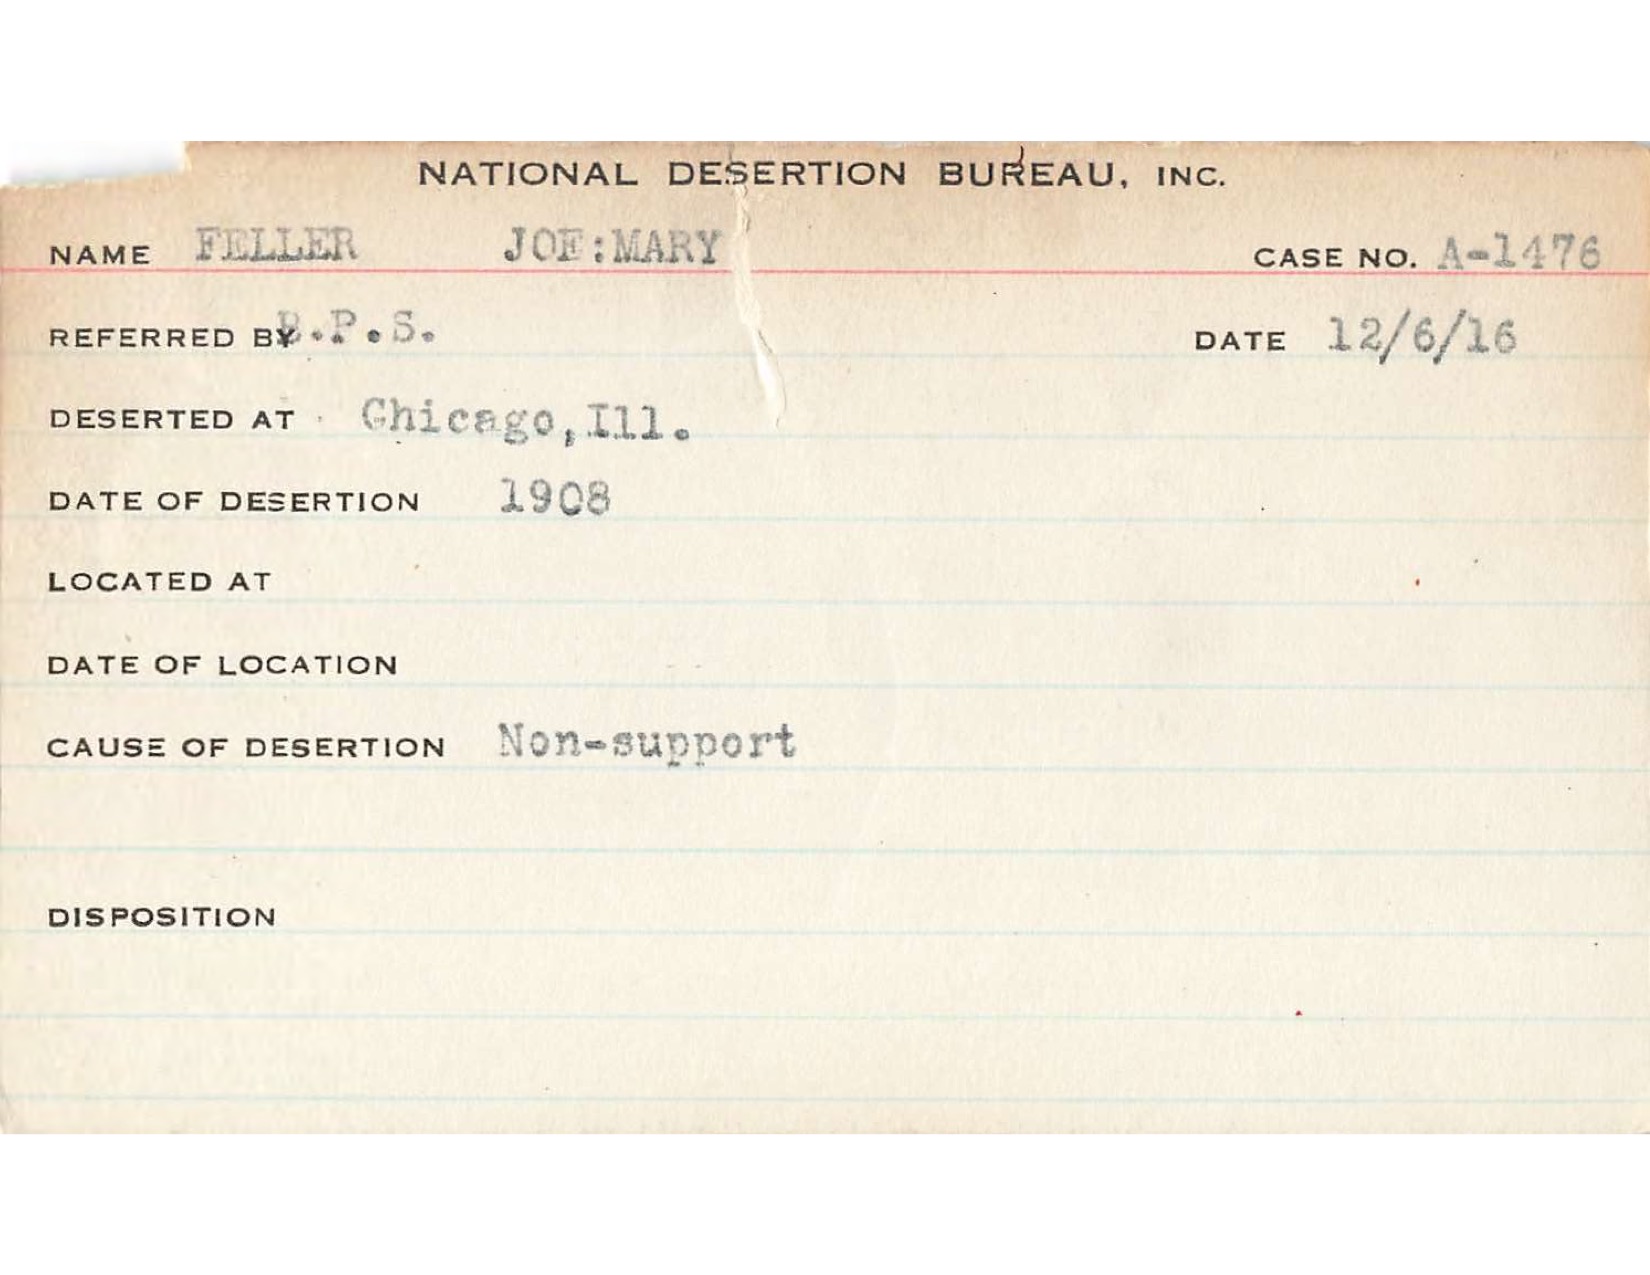 NATIONAL DESERTION BUREAU, INC.
NAME FELLER JOE:MARY CASE NO. A-1476
REFERRED BY B.P.S. DATE 12/6/16
DESERTED AT Chicago,Ill.
DATE OF DESERTION 1908
LOCATED AT
DATE OF LOCATION
CAUSE OF DESERTION Non-support
DISPOSITION